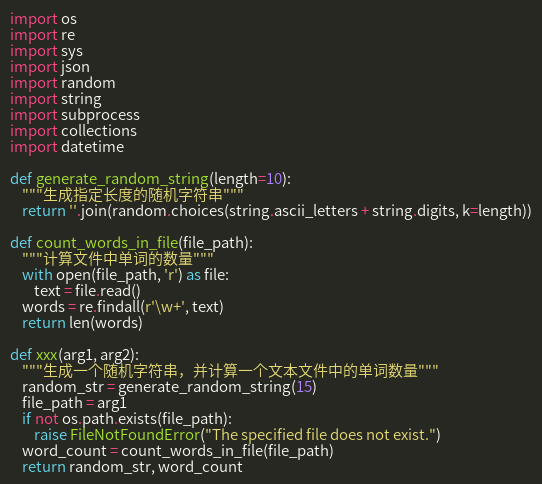 import os
import re
import sys
import json
import random
import string
import subprocess
import collections
import datetime
def generate_random_string(length=10):
"""生成指定长度的随机字符串"""
return ''.join(random.choices(string.ascii_letters + string.digits, k=length))
def count_words_in_file(file_path):
"""计算文件中单词的数量"""
with open(file_path, 'r') as file:
text = file.read()
words = re.findall(r'\w+', text)
return len(words)
def xxx(arg1, arg2):
"""生成一个随机字符串，并计算一个文本文件中的单词数量"""
random_str = generate_random_string(15)
file_path = arg1
if not os.path.exists(file_path):
raise FileNotFoundError("The specified file does not exist.")
word_count = count_words_in_file(file_path)
return random_str, word_count